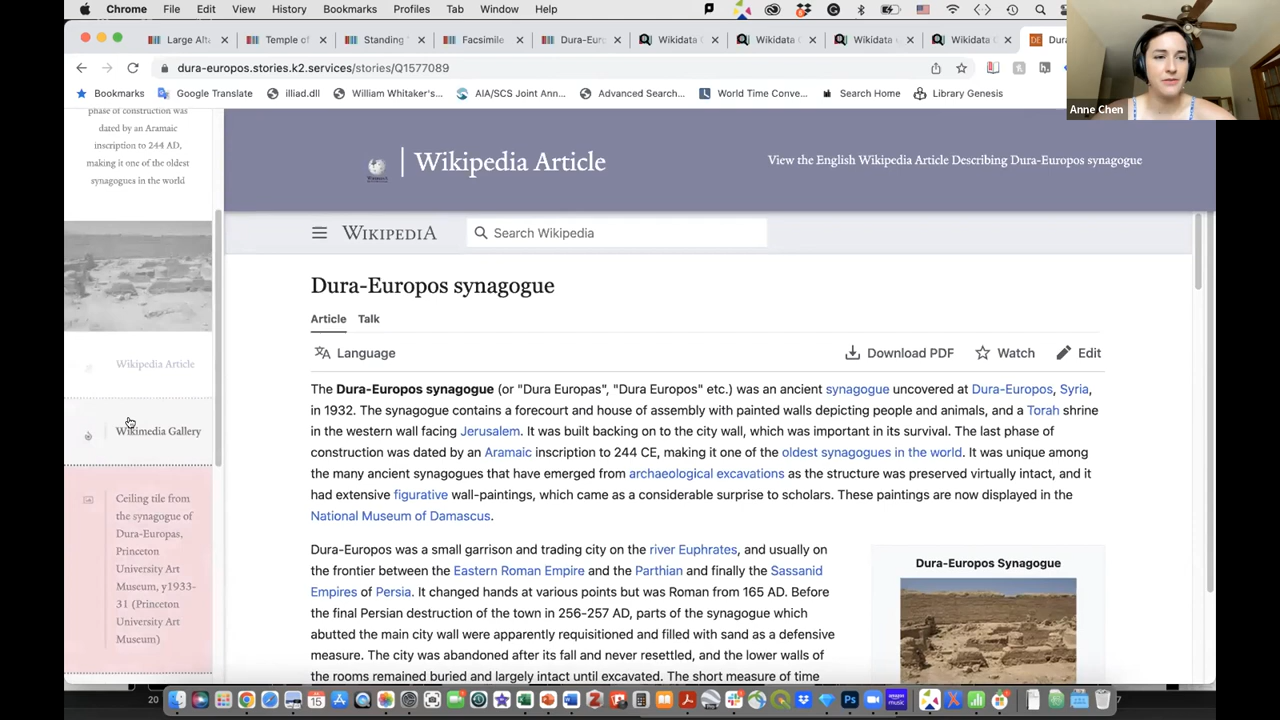 Chrome File Edit View History Bookmarks Profiles Tab Window Help
Large Alta Temple of Standing Facsimile Dura-Euro Wikidata Wikidata Wikidata Wikidata Dura
dura-europos.stories.k2.services/stories/Q1577089
Bookmarks Google Translate illiad.dll William Whitaker's... AIA/SCS Joint Ann... Advanced Search... World Time Conve... Search Home Library Genesis
Anne Chen
phase of construction was
dated by an Aramaic
inscription to 244 AD,
making it one of the oldest
synagogues in the world
Wikipedia Article
Wikimedia Gallery
Ceiling tile from
the synagogue of
Dura-Europas,
Princeton
University Art
Museum, y1933-
31 (Princeton
University Art
Museum)
Wikipedia Article
View the English Wikipedia Article Describing Dura-Europos synagogue
WIKIPEDIA
Search Wikipedia
Dura-Europos synagogue
Article Talk
Language Download PDF Watch Edit
The Dura-Europos synagogue (or "Dura Europas", "Dura Europos" etc.) was an ancient synagogue uncovered at Dura-Europos, Syria,
in 1932. The synagogue contains a forecourt and house of assembly with painted walls depicting people and animals, and a Torah shrine
in the western wall facing Jerusalem. It was built backing on to the city wall, which was important in its survival. The last phase of
construction was dated by an Aramaic inscription to 244 CE, making it one of the oldest synagogues in the world. It was unique among
the many ancient synagogues that have emerged from archaeological excavations as the structure was preserved virtually intact, and it
had extensive figurative wall-paintings, which came as a considerable surprise to scholars. These paintings are now displayed in the
National Museum of Damascus.
Dura-Europos was a small garrison and trading city on the river Euphrates, and usually on
the frontier between the Eastern Roman Empire and the Parthian and finally the Sassanid
Empires of Persia. It changed hands at various points but was Roman from 165 AD. Before
the final Persian destruction of the town in 256-257 AD, parts of the synagogue which
abutted the main city wall were apparently requisitioned and filled with sand as a defensive
measure. The city was abandoned after its fall and never resettled, and the lower walls of
the rooms remained buried and largely intact until excavated. The short measure of time
Dura-Europos Synagogue
20